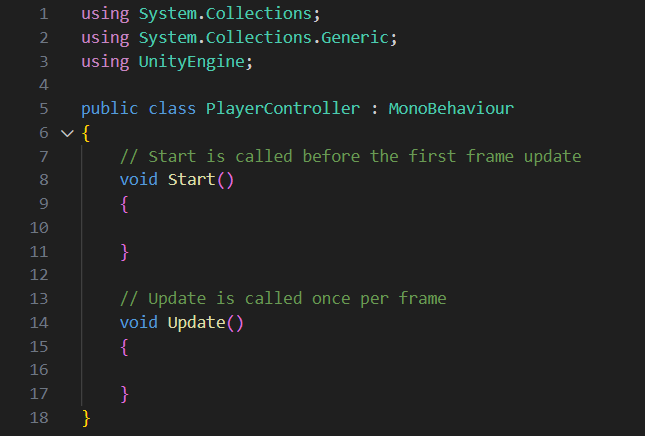 1 using System.Collections;
2 using System.Collections.Generic;
3 using UnityEngine;
4
5 public class PlayerController : MonoBehaviour
6 {
7 // Start is called before the first frame update
8 void Start()
9 {
10
11 }
12
13 // Update is called once per frame
14 void Update()
15 {
16
17 }
18 }